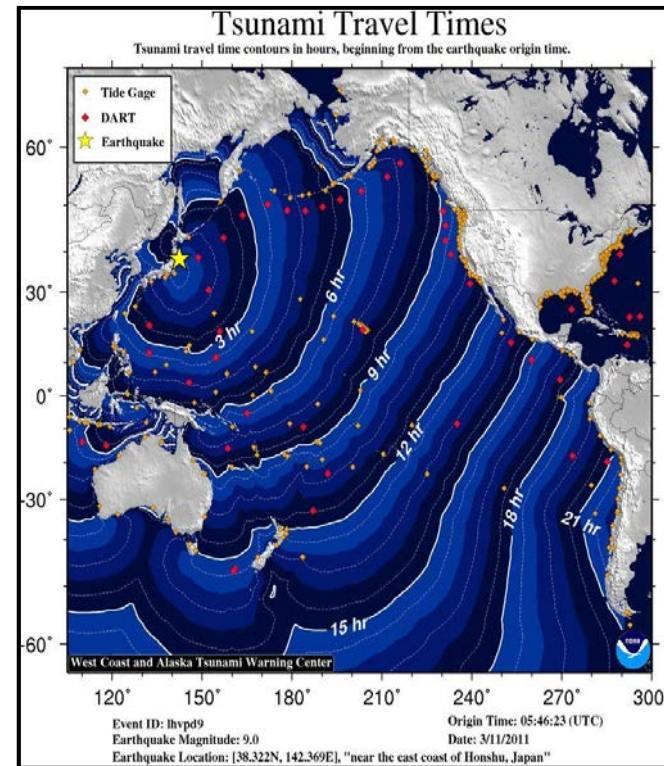 Tsunami Travel Times
Tsunami travel time contours in hours, beginning from the earthquake origin time.
Tide Gage
DART
Earthquake
60°
30°
0°
-30°
-60°
3 hr
6 hr
9 hr
12 hr
15 hr
18 hr
21 hr
West Coast and Alaska Tsunami Warning Center
noaa
120° 150° 180° 210° 240° 270° 300°
Event ID: lhvpd9
Origin Time: 05:46:23 (UTC)
Earthquake Magnitude: 9.0
Date: 3/11/2011
Earthquake Location: [38.322N, 142.369E], "near the east coast of Honshu, Japan"